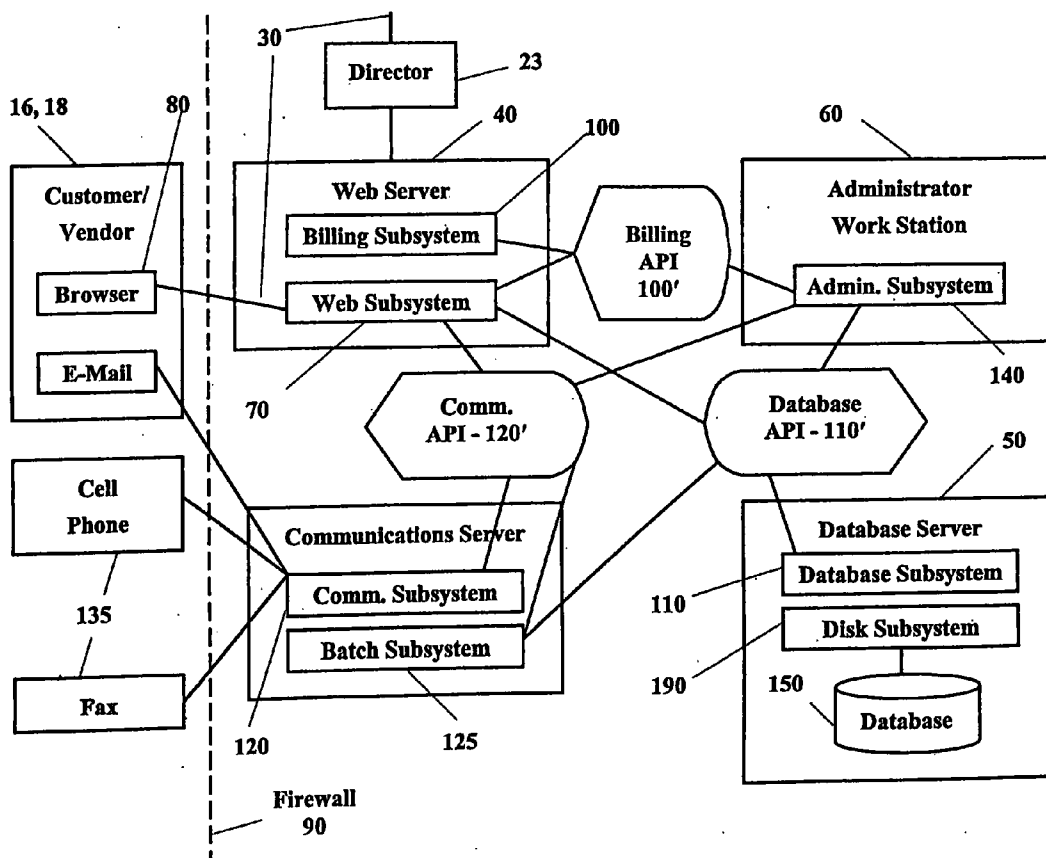 30
Director
23
16, 18
80
40
100
60
Customer/
Vendor
Web Server
Administrator
Work Station
Billing Subsystem
Billing
API
100'
Browser
Web Subsystem
Admin. Subsystem
E-Mail
70
Comm.
API - 120'
Database
API - 110'
140
50
Cell
Phone
Communications Server
Database Server
Comm. Subsystem
110
Database Subsystem
135
Batch Subsystem
Disk Subsystem
190
150
Fax
120
125
Database
Firewall
90